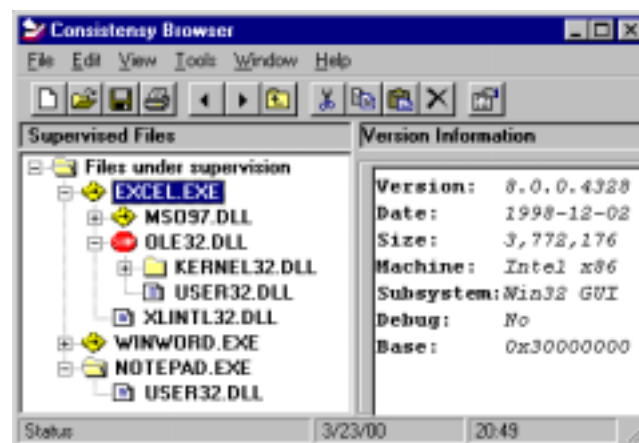 Consistensy Browser
File Edit View Tools Window Help
Supervised Files
Version Information
Files under supervision
EXCEL.EXE
MSO97.DLL
OLE32.DLL
KERNEL32.DLL
USER32.DLL
XLINTL32.DLL
WINWORD.EXE
NOTEPAD.EXE
USER32.DLL
Version: 8.0.0.4328
Date: 1998-12-02
Size: 3,772,176
Machine: Intel x86
Subsystem: Win32 GUI
Debug: No
Base: 0x30000000
Status 3/23/00 20:49